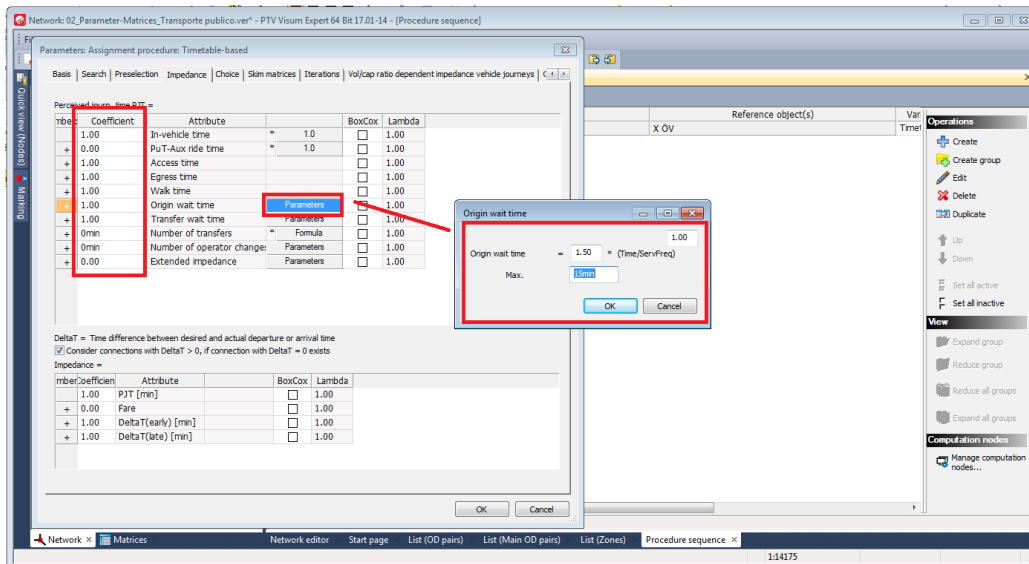 Network: 02_Parameter-Matrices_Transporte publico.ver* - PTV Visum Expert 64 Bit 17.01-14 - [Procedure sequence]
Parameters: Assignment procedure: Timetable-based
Basis Search Preselection Impedance Choice Skim matrices Iterations Vol/cap ratio dependent impedance vehicle journeys
Quick view (Nodes)
Marking
Perceived journ. time PJT =
Coefficient Attribute BoxCox Lambda
1.00 In-vehicle time = 1.0 1.00
+ 0.00 PuT-Aux ride time = 1.0 1.00
+ 1.00 Access time 1.00
+ 1.00 Egress time 1.00
+ 1.00 Walk time 1.00
+ 1.00 Origin wait time Parameters 1.00
+ 1.00 Transfer wait time Parameters 1.00
+ 0min Number of transfers = Formula 1.00
+ 0min Number of operator changes Parameters 1.00
+ 0.00 Extended impedance Parameters 1.00
DeltaT = Time difference between desired and actual departure or arrival time
Consider connections with DeltaT > 0, if connection with DeltaT = 0 exists
Impedance =
mber Coefficien Attribute BoxCox Lambda
1.00 PJT [min] 1.00
+ 0.00 Fare 1.00
+ 1.00 DeltaT(early) [min] 1.00
+ 1.00 DeltaT(late) [min] 1.00
OK Cancel
Origin wait time
1.00
Origin wait time = 1.50 * (Time/ServFreq)
Max. 15min
OK Cancel
Reference object(s) Var
X ÖV Timet
Operations
Create
Create group
Edit
Delete
Duplicate
Up
Down
Set all active
Set all inactive
View
Expand group
Reduce group
Reduce all groups
Expand all groups
Computation nodes
Manage computation
nodes...
Network × Matrices Network editor Start page List (OD pairs) List (Main OD pairs) List (Zones) Procedure sequence ×
1:14175